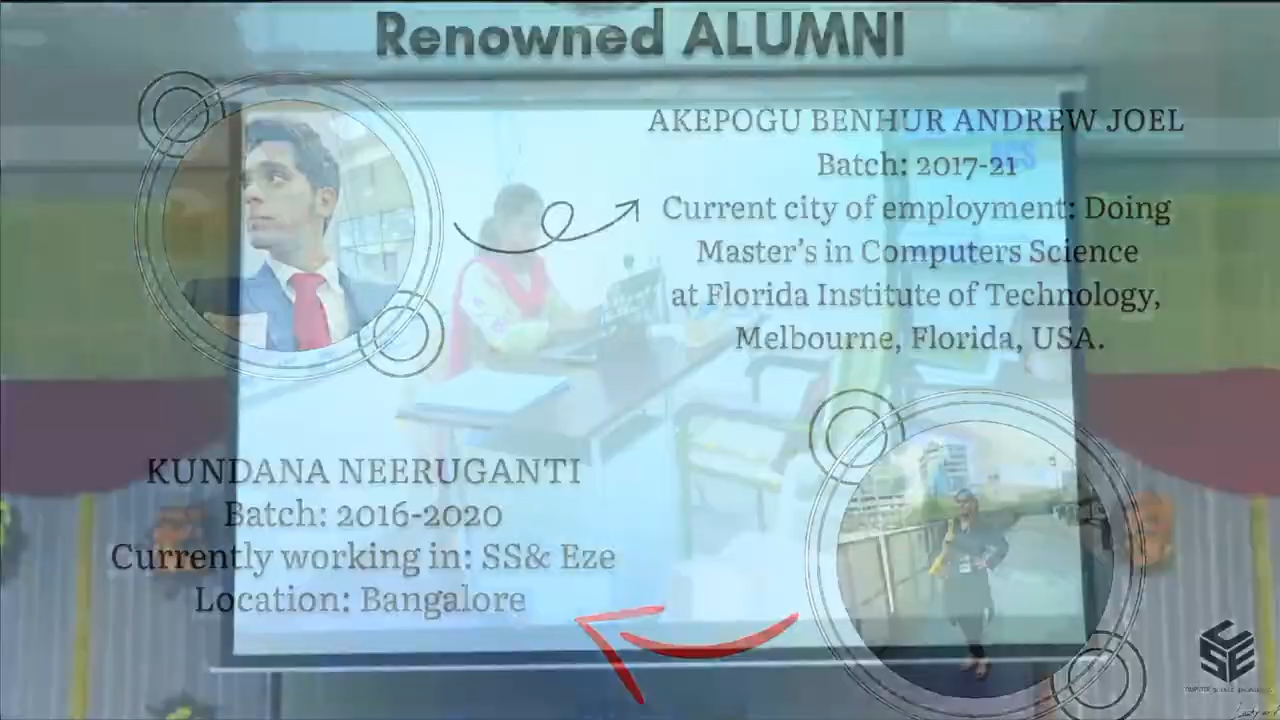 Renowned ALUMNI
AKEPOGU BENHUR ANDREW JOEL
Batch: 2017-21
Current city of employment: Doing
Master's in Computers Science
at Florida Institute of Technology,
Melbourne, Florida, USA.
KUNDANA NEERUGANTI
Batch: 2016-2020
Currently working in: SS& Eze
Location: Bangalore
CSE